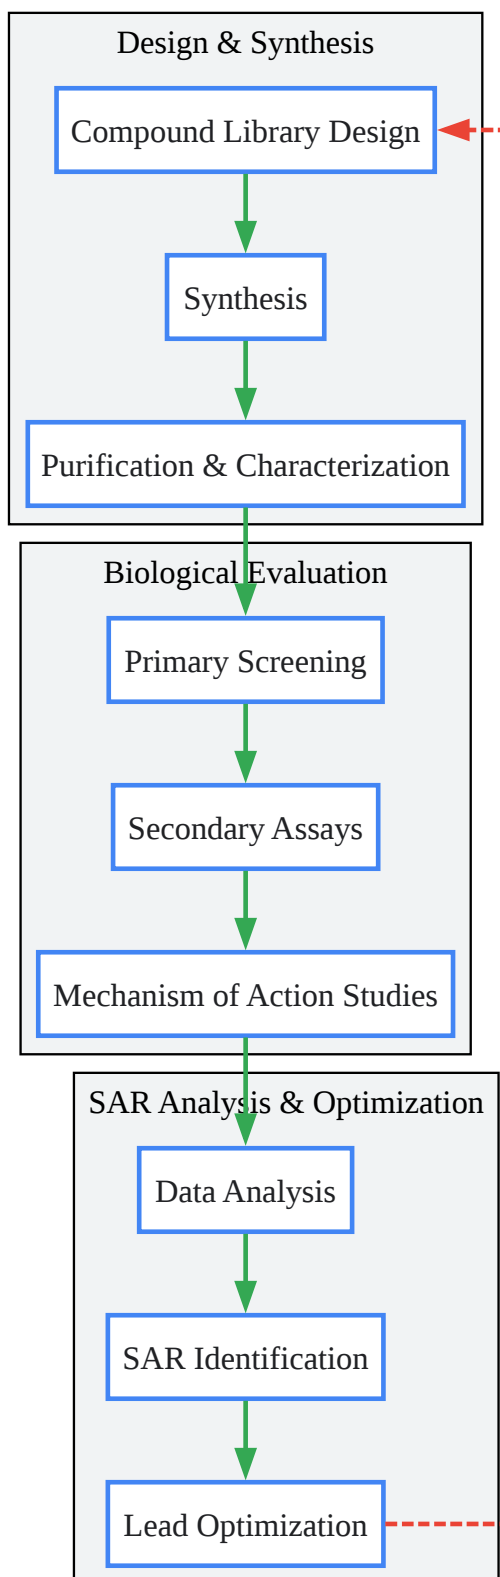 Design & Synthesis
Compound Library Design
Synthesis
Purification & Characterization
Biological Evaluation
Primary Screening
Secondary Assays
Mechanism of Action Studies
SAR Analysis & Optimization
Data Analysis
SAR Identification
Lead Optimization